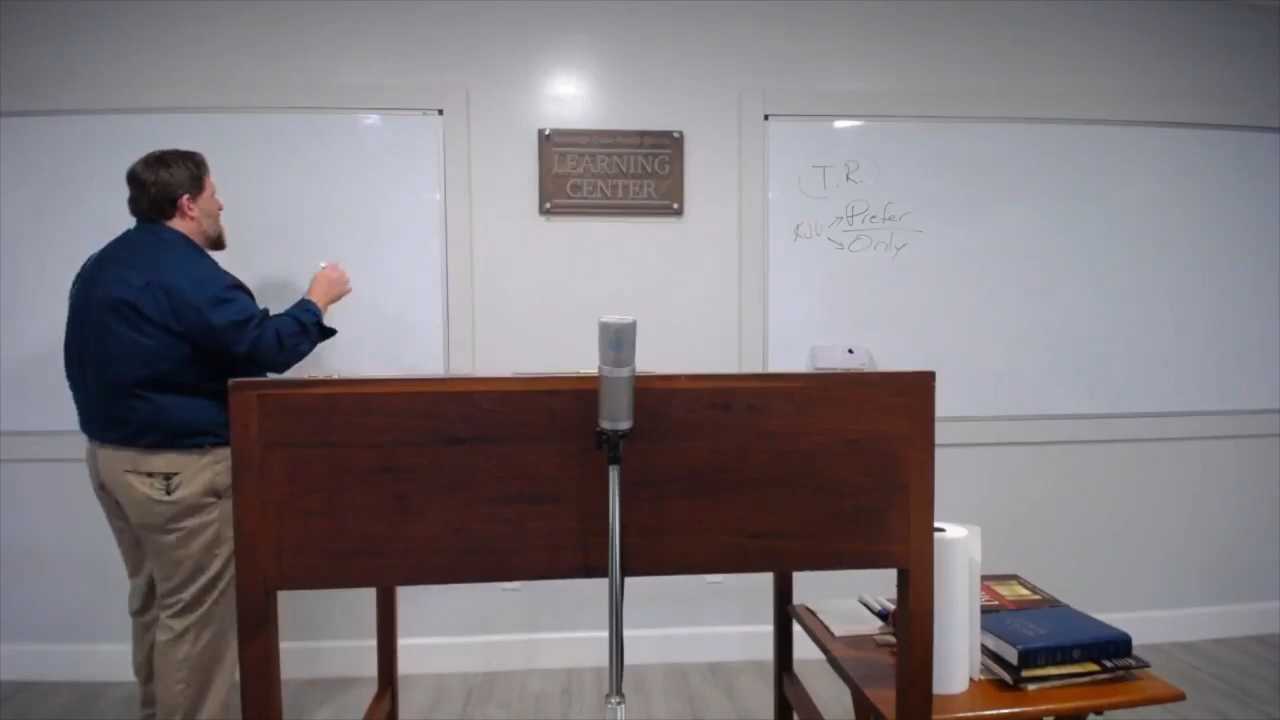 LEARNING
CENTER
T.R.
KJV → Prefer
↘ Only